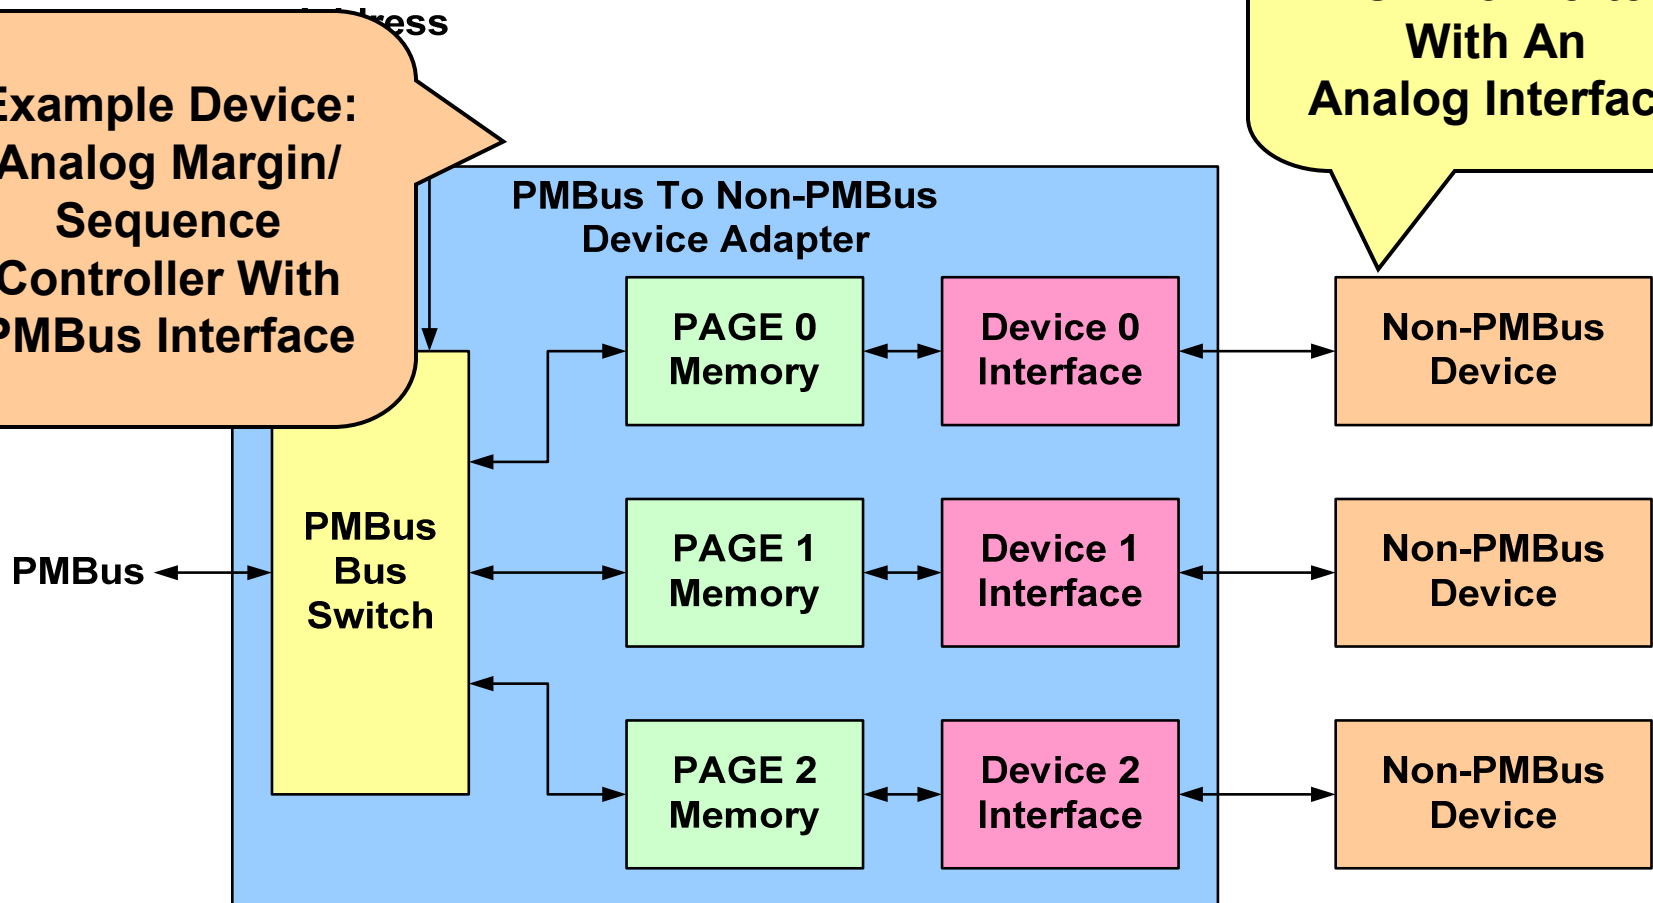 Example Device:
Analog Margin/
Sequence
Controller With
PMBus Interface
With An
Analog Interfac
PMBus To Non-PMBus
Device Adapter
PAGE 0
Memory
Device 0
Interface
Non-PMBus
Device
PMBus
PMBus
Bus
Switch
PAGE 1
Memory
Device 1
Interface
Non-PMBus
Device
PAGE 2
Memory
Device 2
Interface
Non-PMBus
Device